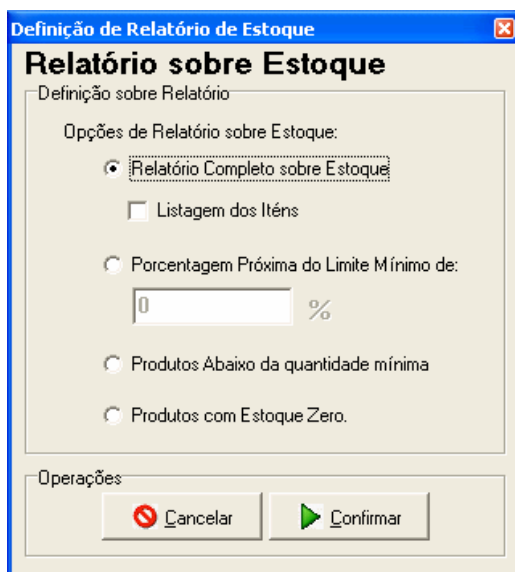 Definição de Relatório de Estoque
Relatório sobre Estoque
Definição sobre Relatório
Opções de Relatório sobre Estoque:
Relatório Completo sobre Estoque
Listagem dos Iténs
Porcentagem Próxima do Limite Mínimo de:
0 %
Produtos Abaixo da quantidade mínima
Produtos com Estoque Zero.
Operações
Cancelar Confirmar